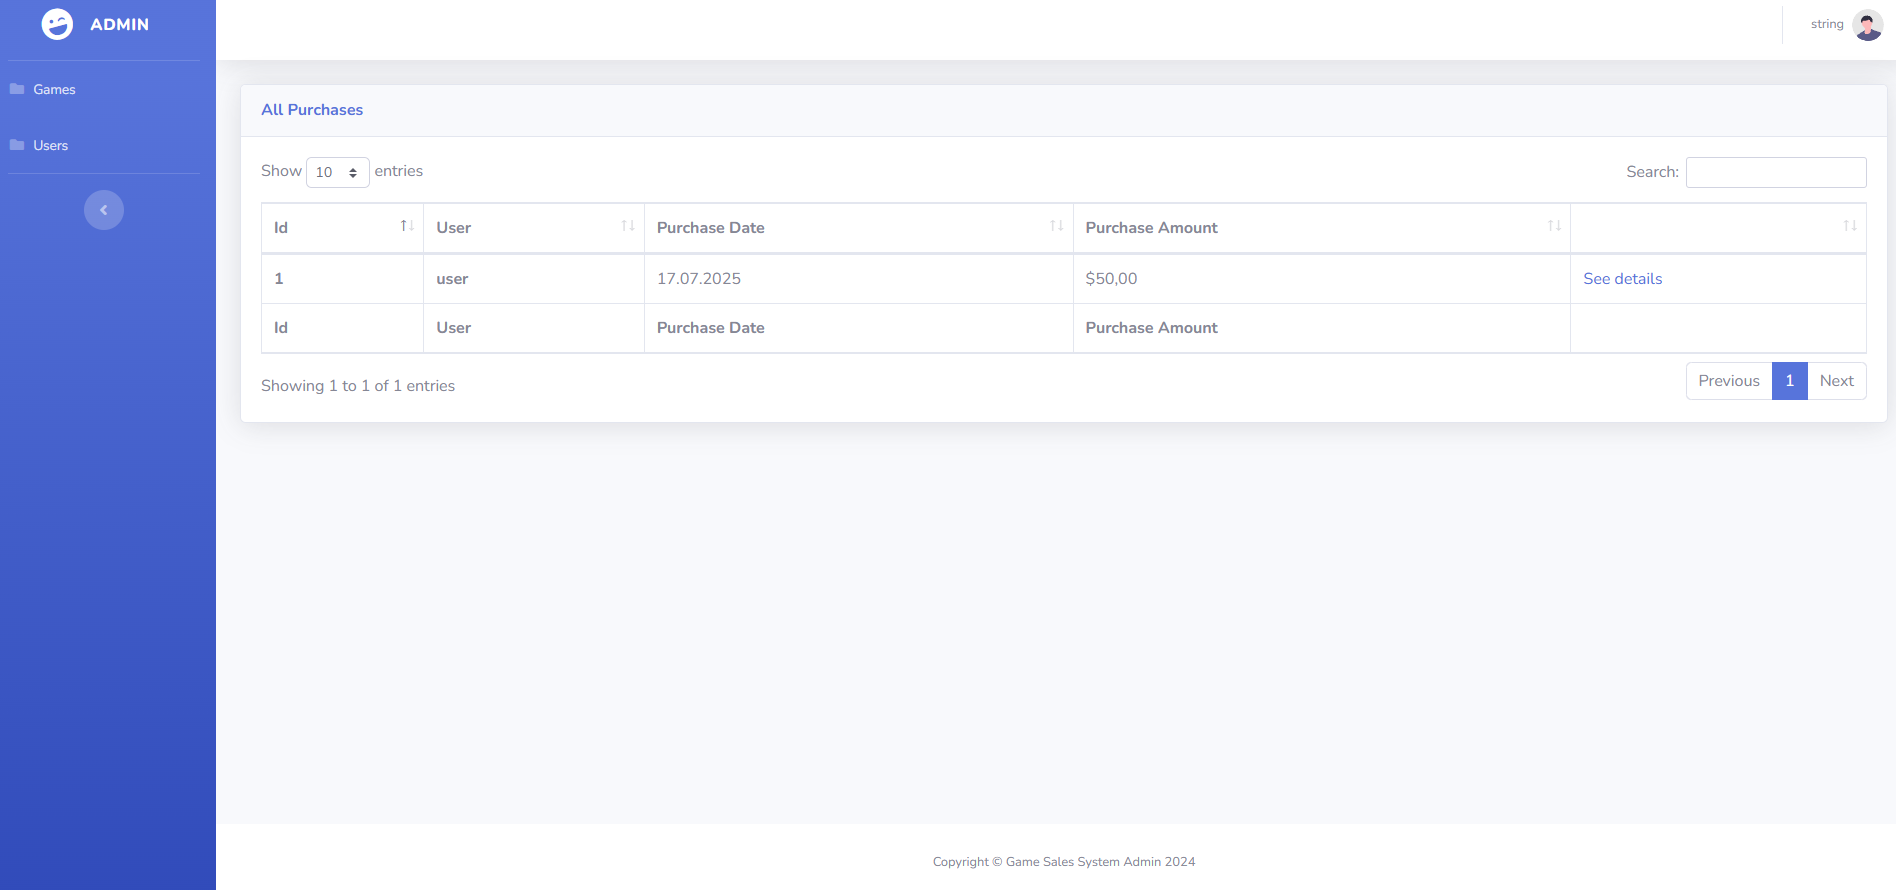 ADMIN
string
Games
Users
All Purchases
Show 10 entries
Search:
Id User Purchase Date Purchase Amount
1 user 17.07.2025 $50,00 See details
Id User Purchase Date Purchase Amount
Showing 1 to 1 of 1 entries
Previous 1 Next
Copyright © Game Sales System Admin 2024